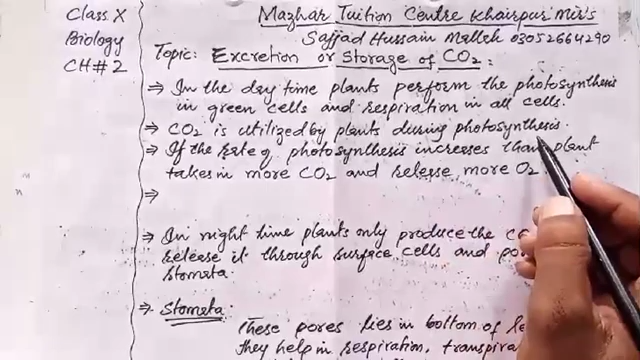 Class X
Mazhar Tuition Centre Khairpur Mir's
Biology
Sajjad Hussain Malleh 03052664290
CH#2
Topic: Excretion or Storage of CO2:
⇒ In the day time plants perform the photosynthesis
in green cells and respiration in all cells.
⇒ CO2 is utilized by plants during photosynthesis.
⇒ If the rate of photosynthesis increases than plant
takes in more CO2 and release more O2.
⇒
⇒ In night time plants only produce the
release it through surface cells and
stomata.
⇒ Stomata.
These pores lies in bottom of
they help in respiration,